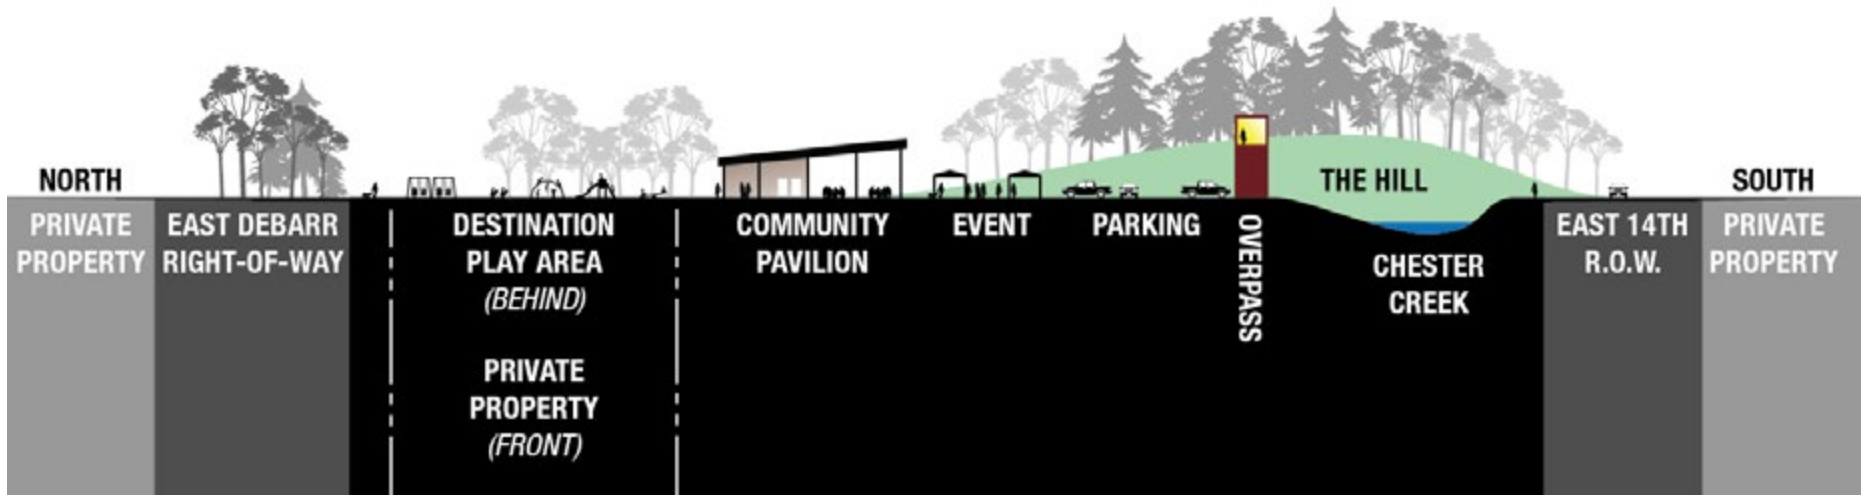 NORTH
PRIVATE
PROPERTY
EAST DEBARR
RIGHT-OF-WAY
DESTINATION
PLAY AREA
(BEHIND)
PRIVATE
PROPERTY
(FRONT)
COMMUNITY
PAVILION
EVENT
PARKING
OVERPASS
THE HILL
CHESTER
CREEK
EAST 14TH
R.O.W.
SOUTH
PRIVATE
PROPERTY